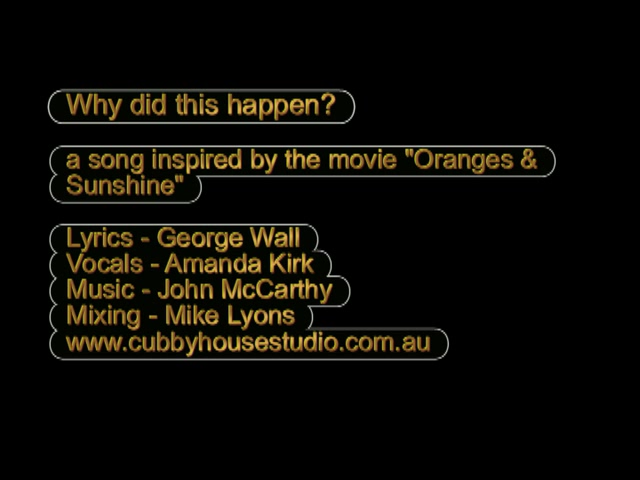 Why did this happen?
a song inspired by the movie "Oranges &
Sunshine"
Lyrics - George Wall
Vocals - Amanda Kirk
Music - John McCarthy
Mixing - Mike Lyons
www.cubbyhousestudio.com.au